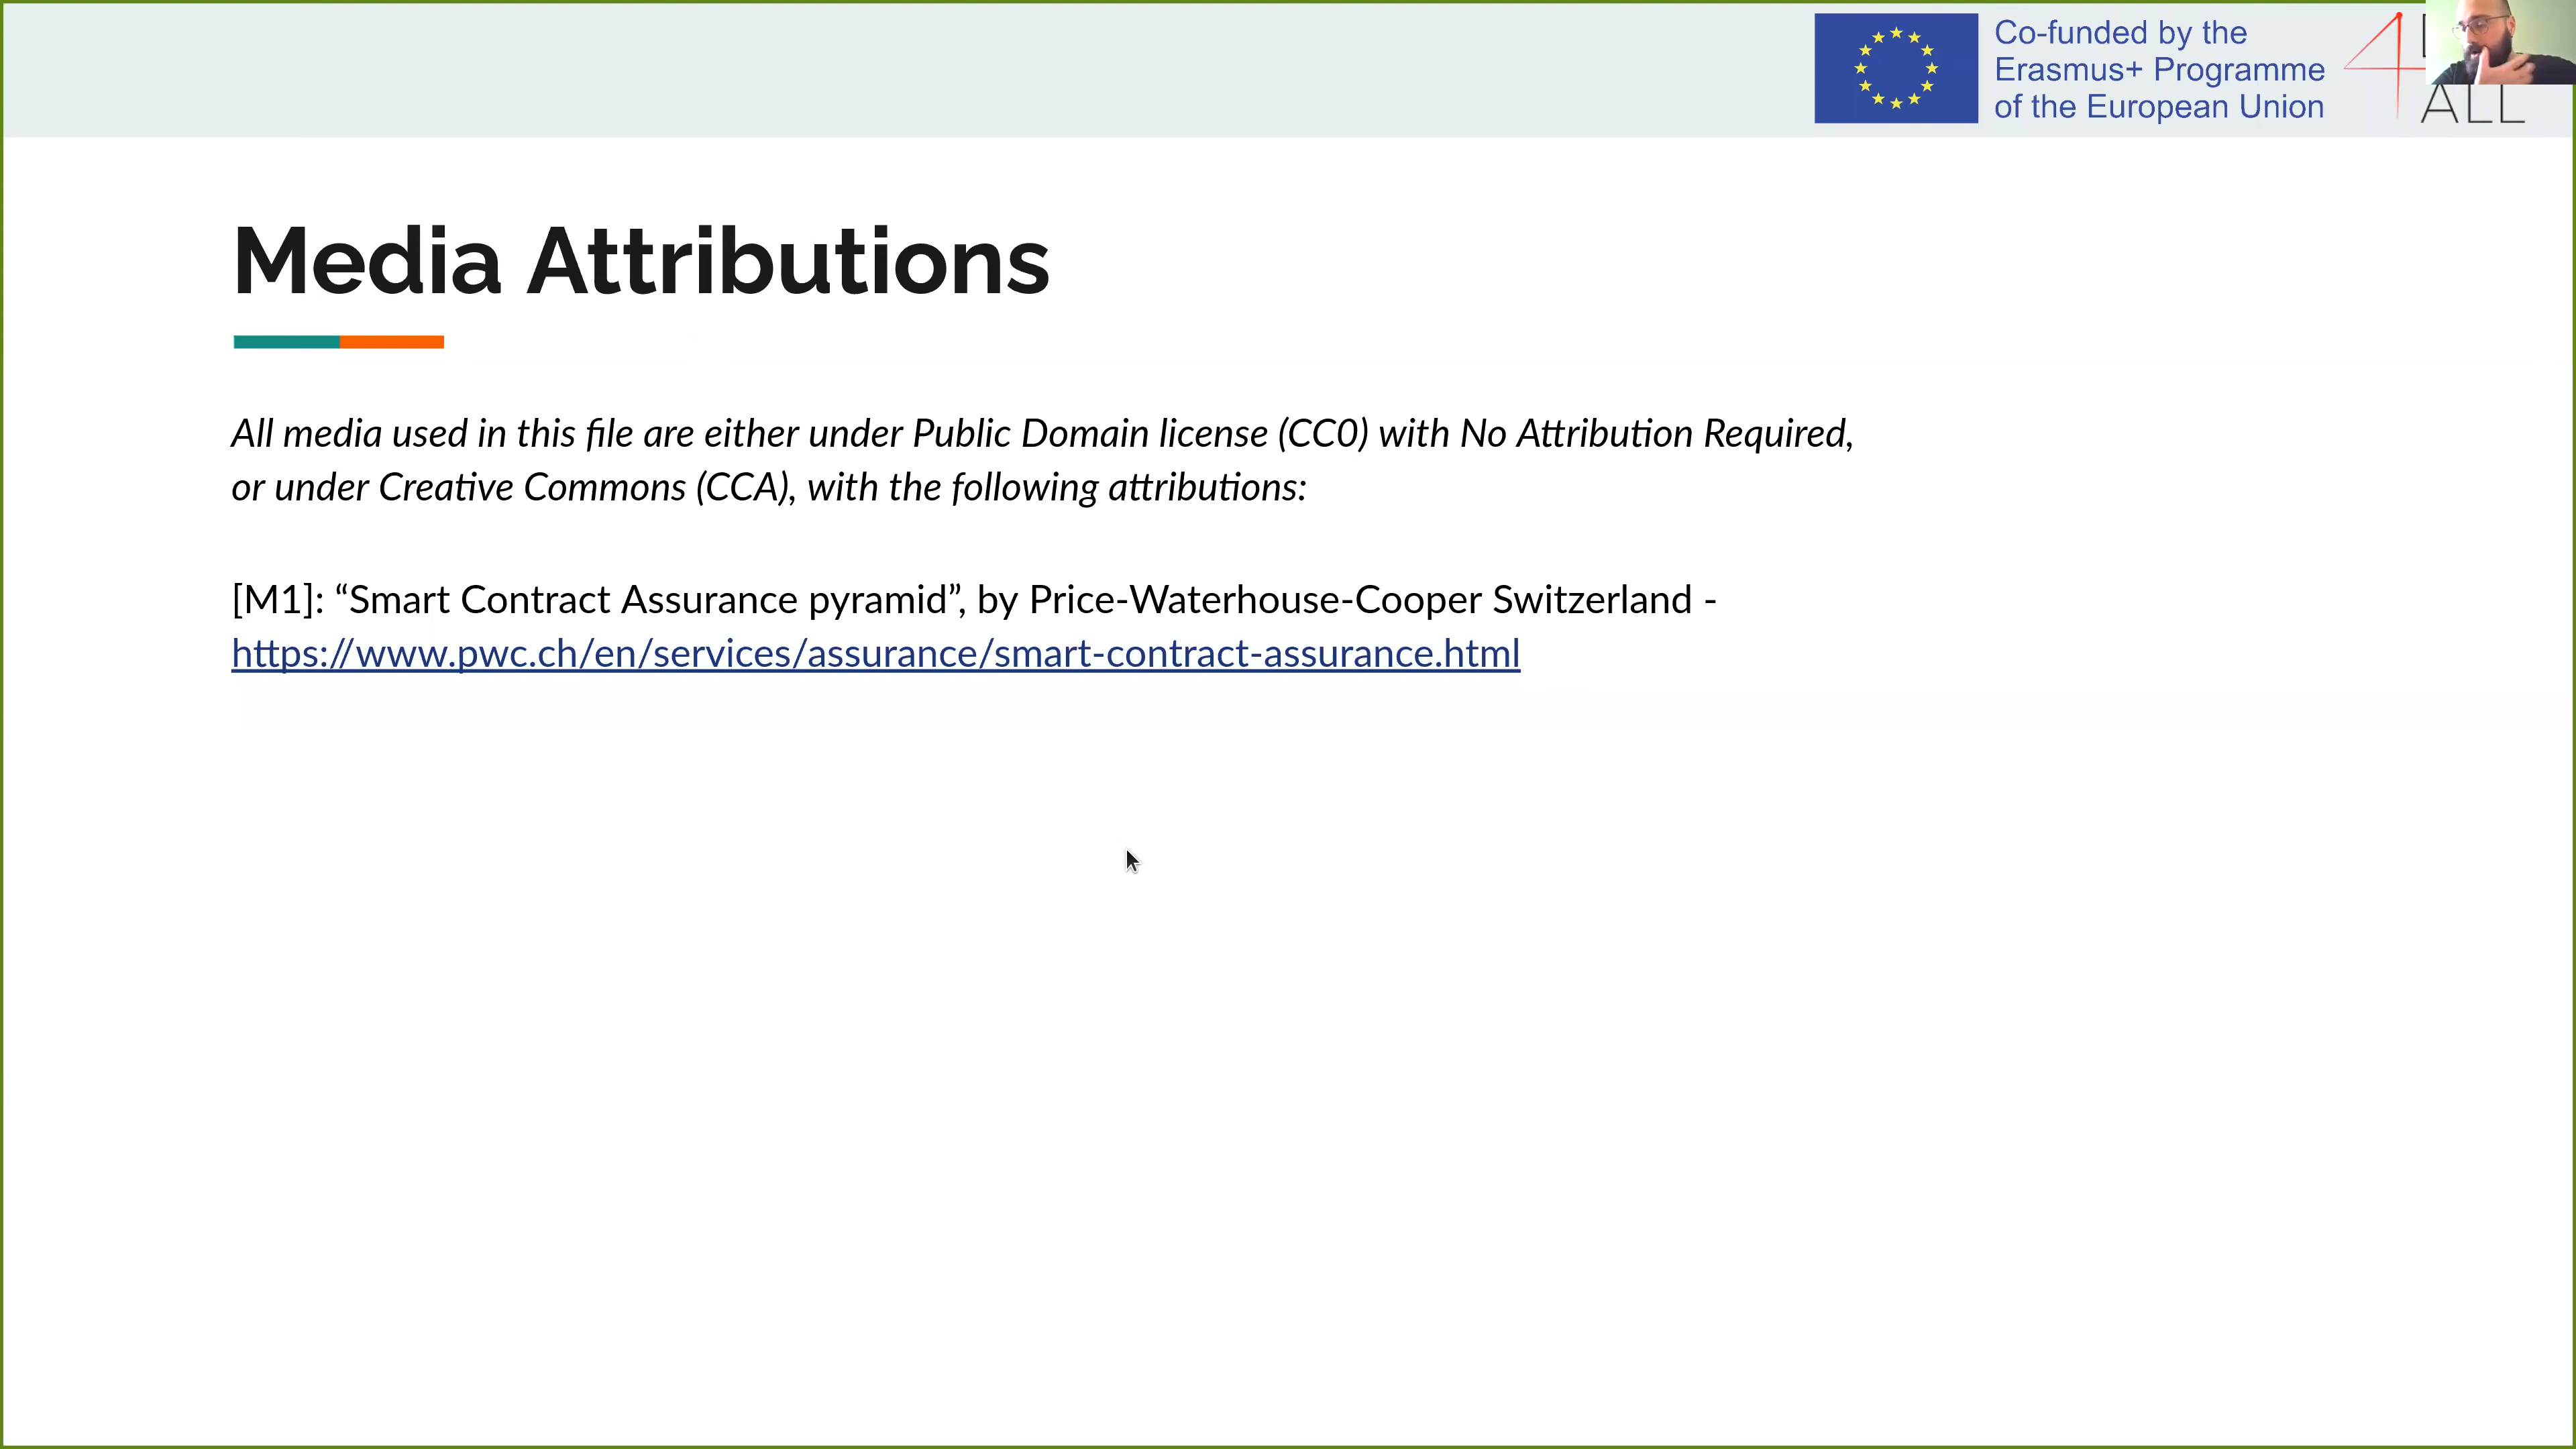 Co-funded by the
Erasmus+ Programme
of the European Union
4
ALL
Media Attributions
All media used in this file are either under Public Domain license (CC0) with No Attribution Required,
or under Creative Commons (CCA), with the following attributions:
[M1]: “Smart Contract Assurance pyramid”, by Price-Waterhouse-Cooper Switzerland -
https://www.pwc.ch/en/services/assurance/smart-contract-assurance.html